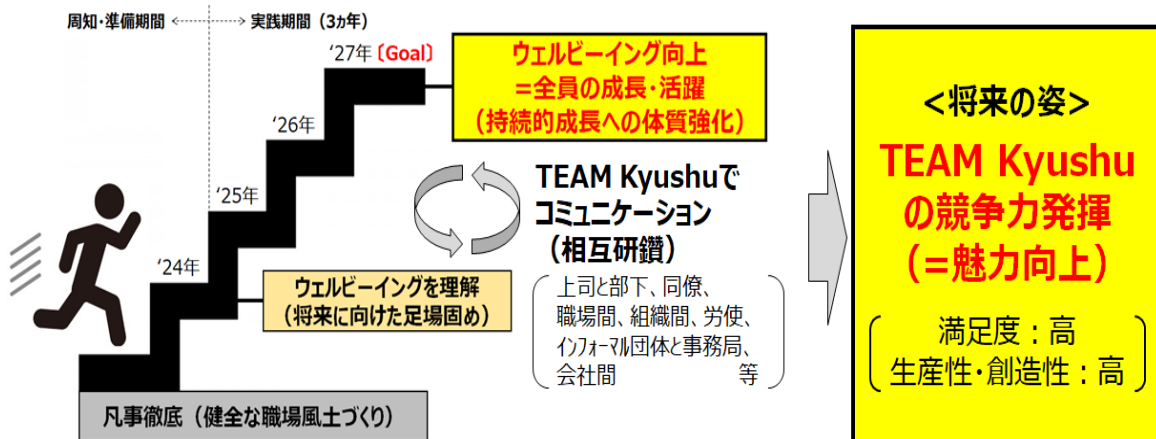 周知・準備期間
実践期間（3ヵ年）
‘27年〔Goal〕
‘26年
‘25年
‘24年
ウェルビーイング向上
=全員の成長・活躍
（持続的成長への体質強化）
ウェルビーイングを理解
（将来に向けた足場固め）
凡事徹底（健全な職場風土づくり）
TEAM Kyushuで
コミュニケーション
（相互研鑽）
上司と部下、同僚、
職場間、組織間、労使、
インフォーマル団体と事務局、
会社間　等
<将来の姿>
TEAM Kyushu
の競争力発揮
（=魅力向上）
満足度：高
生産性・創造性：高